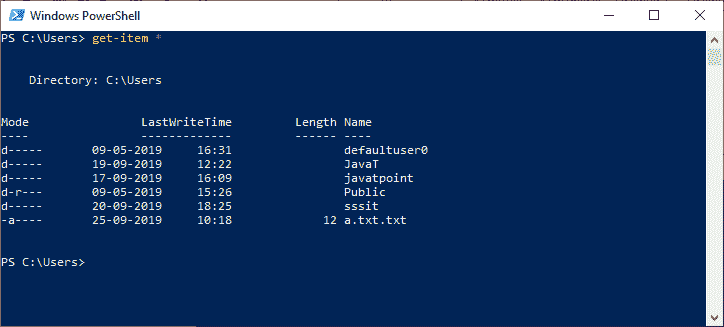 Windows PowerShell
PS C:\Users> get-item *
Directory: C:\Users
Mode LastWriteTime Length Name
---- ------------- ------ ----
d----- 09-05-2019 16:31 defaultuser0
d----- 19-09-2019 12:22 JavaT
d----- 17-09-2019 16:09 javatpoint
d-r--- 09-05-2019 15:26 Public
d----- 20-09-2019 18:25 sssit
-a---- 25-09-2019 10:18 12 a.txt.txt
PS C:\Users>